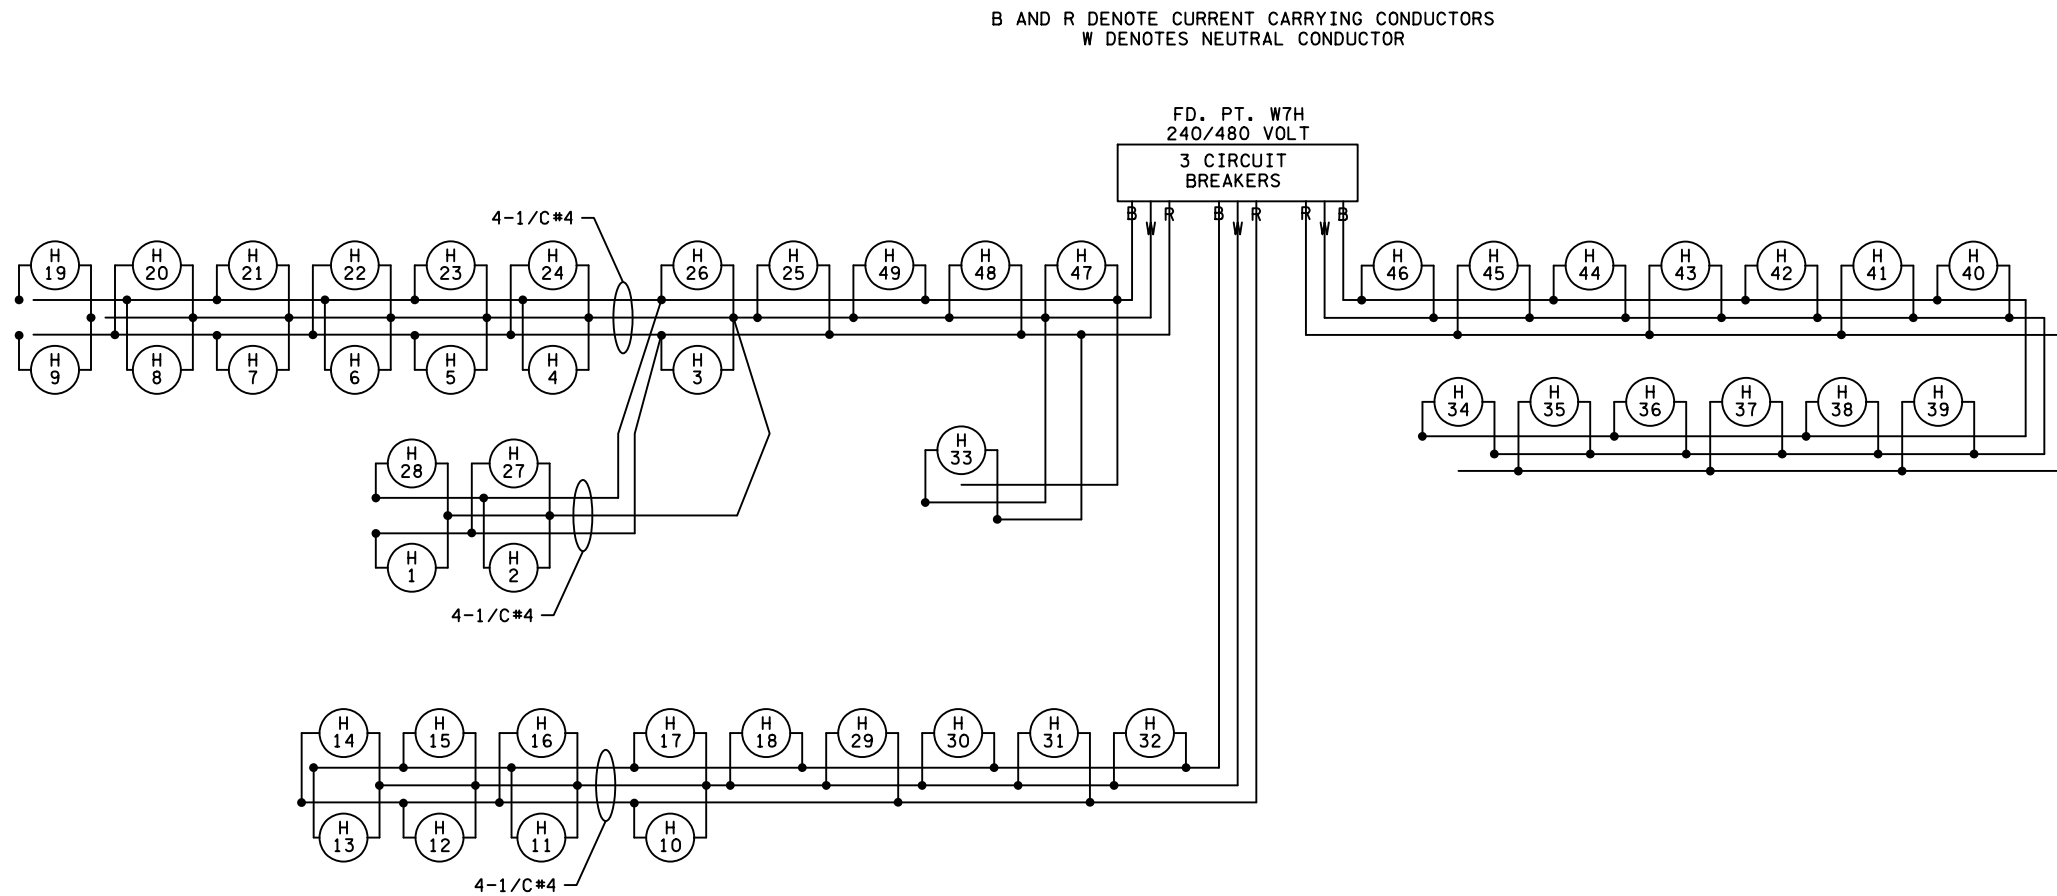 B AND R DENOTE CURRENT CARRYING CONDUCTORS
W DENOTES NEUTRAL CONDUCTOR
FD. PT. W7H
240/480 VOLT
3 CIRCUIT
BREAKERS
B W R B W R R W B
4-1/C#4
H H H H H H H H H H H
19 20 21 22 23 24 26 25 49 48 47
H H H H H H H
46 45 44 43 42 41 40
H H H H H H H
9 8 7 6 5 4 3
H H H H H H
34 35 36 37 38 39
H H H
28 27 33
H H
1 2
4-1/C#4
H H H H H H H H H
14 15 16 17 18 29 30 31 32
H H H H
13 12 11 10
4-1/C#4